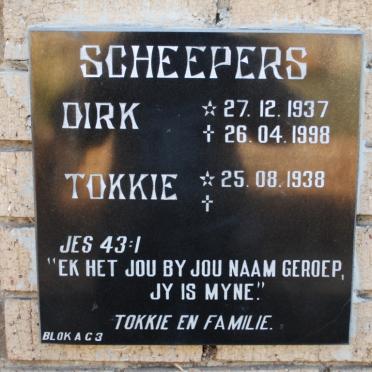 SCHEEPERS
DIRK ☆ 27. 12. 1937
✝ 26. 04. 1998
TOKKIE ☆ 25. 08. 1938
✝
JES 43:1
"EK HET JOU BY JOU NAAM GEROEP,
JY IS MYNE."
TOKKIE EN FAMILIE.
BLOK A C 3